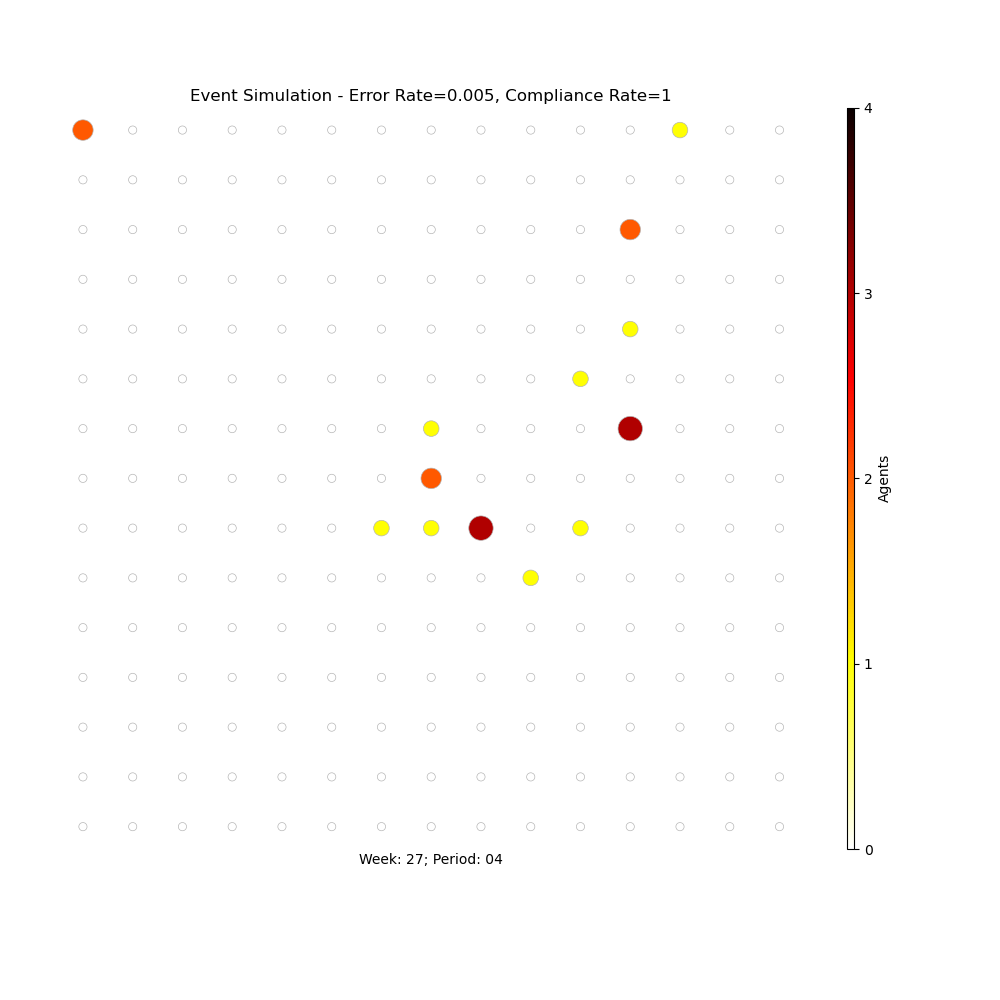 Event Simulation - Error Rate=0.005, Compliance Rate=1
4
3
2
1
0
Agents
Week: 27; Period: 04